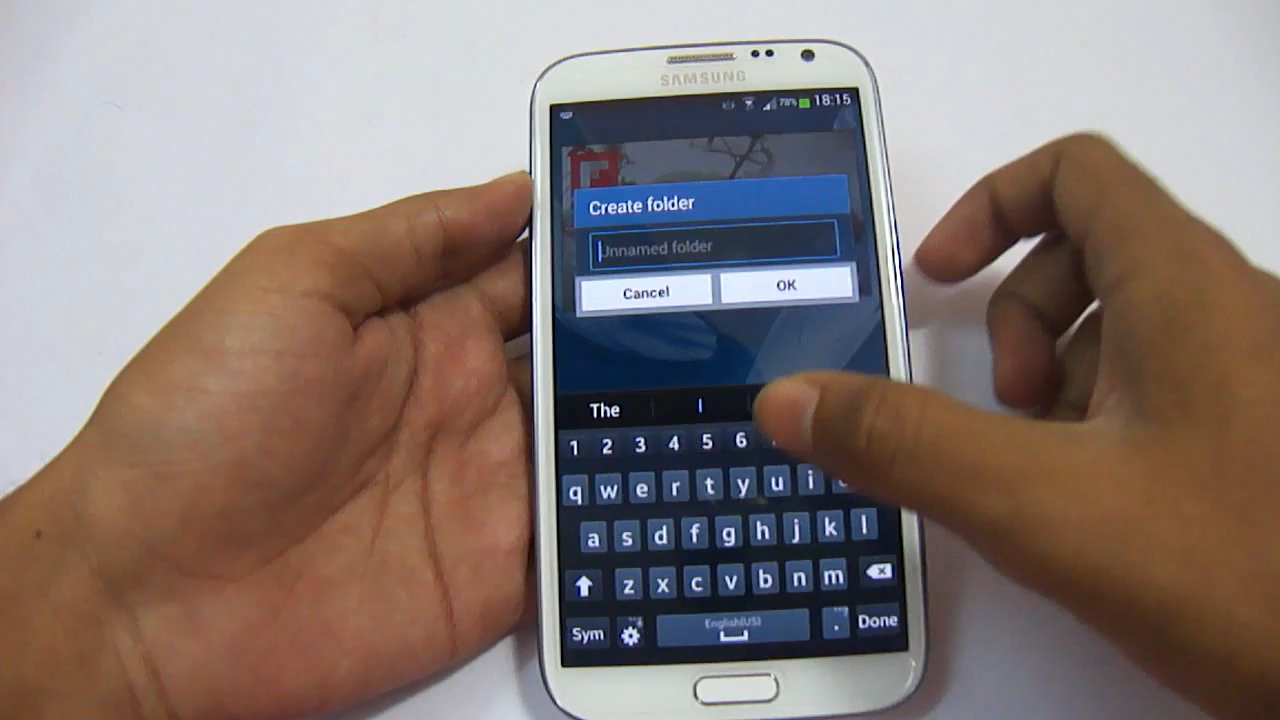 SAMSUNG
78% 18:15
Create folder
Unnamed folder
Cancel OK
The I
1 2 3 4 5 6
q w e r t y u i
a s d f g h j k l
z x c v b n m
Sym English(US) . Done